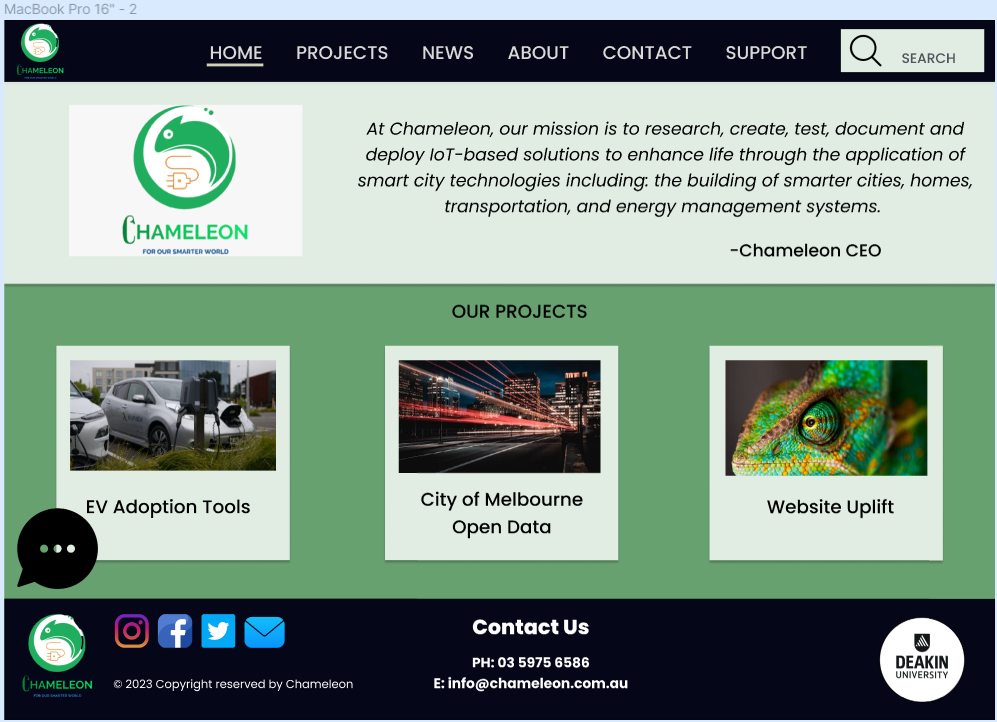 MacBook Pro 16" - 2
CHAMELEON
HOME
PROJECTS
NEWS
ABOUT
CONTACT
SUPPORT
SEARCH
At Chameleon, our mission is to research, create, test, document and
deploy IoT-based solutions to enhance life through the application of
smart city technologies including: the building of smarter cities, homes,
transportation, and energy management systems.
-Chameleon CEO
CHAMELEON
FOR OUR SMARTER WORLD
OUR PROJECTS
EV Adoption Tools
City of Melbourne
Open Data
Website Uplift
CHAMELEON
FOR OUR SMARTER WORLD
© 2023 Copyright reserved by Chameleon
Contact Us
PH: 03 5975 6586
E: info@chameleon.com.au
DEAKIN
UNIVERSITY